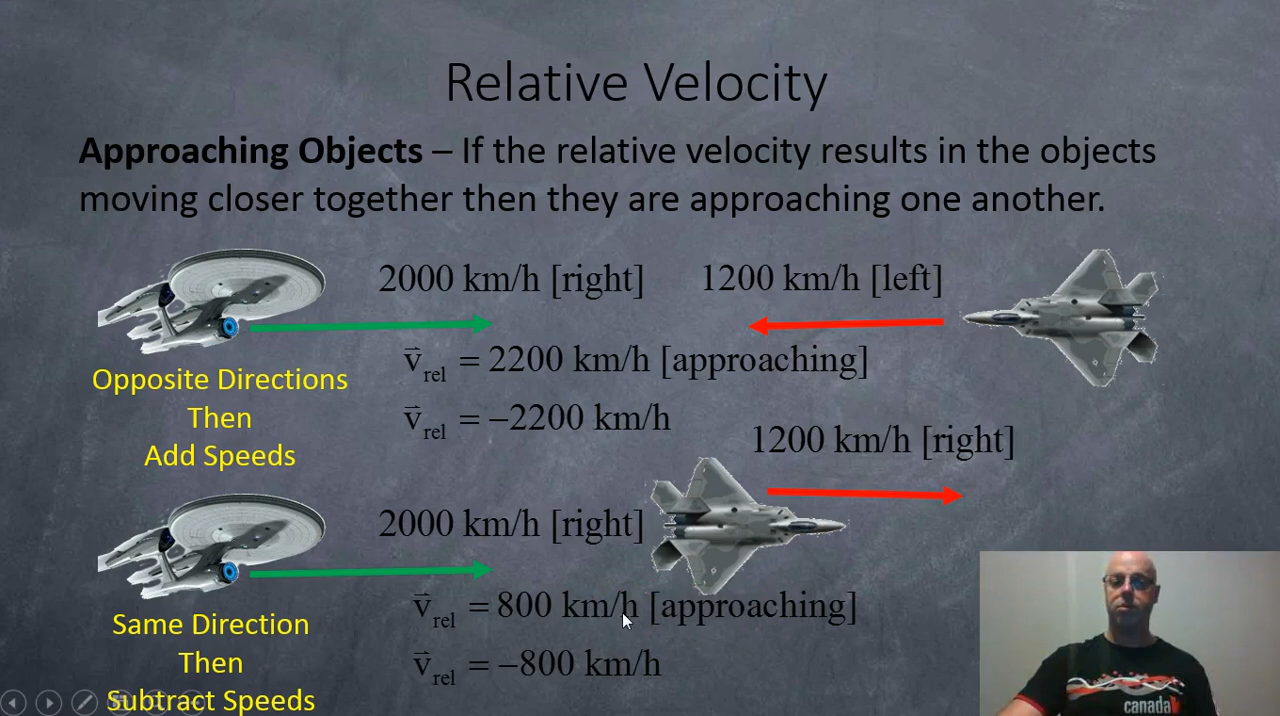 Relative Velocity
Approaching Objects – If the relative velocity results in the objects
moving closer together then they are approaching one another.
2000 km/h [right]
1200 km/h [left]
v⃗rel = 2200 km/h [approaching]
v⃗rel = −2200 km/h
Opposite Directions
Then
Add Speeds
1200 km/h [right]
2000 km/h [right]
v⃗rel = 800 km/h [approaching]
v⃗rel = −800 km/h
Same Direction
Then
Subtract Speeds
canada